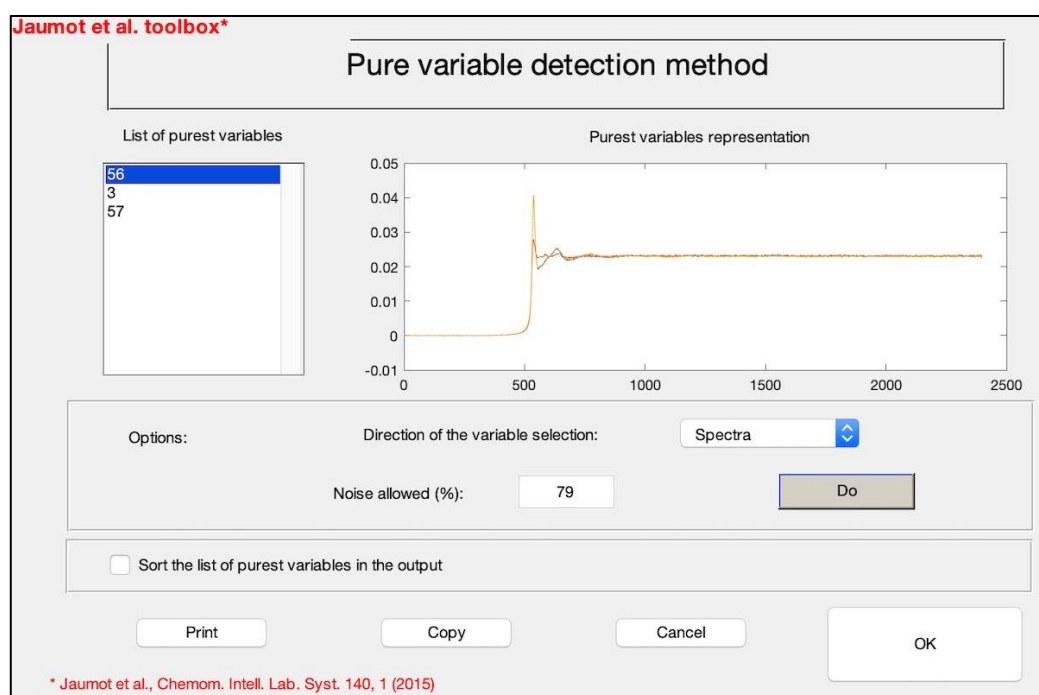 Jaumot et al. toolbox*
Pure variable detection method
List of purest variables
56
3
57
Purest variables representation
0.05
0.04
0.03
0.02
0.01
0
-0.01
0 500 1000 1500 2000 2500
Options:
Direction of the variable selection: Spectra
Noise allowed (%): 79 Do
Sort the list of purest variables in the output
Print Copy Cancel OK
* Jaumot et al., Chemom. Intell. Lab. Syst. 140, 1 (2015)